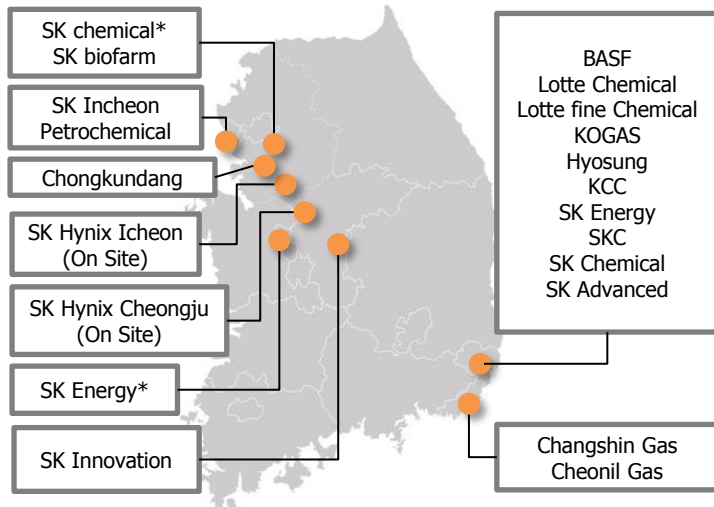 SK chemical*
SK biofarm
SK Incheon
Petrochemical
Chongkundang
SK Hynix Icheon
(On Site)
SK Hynix Cheongju
(On Site)
SK Energy*
SK Innovation
BASF
Lotte Chemical
Lotte fine Chemical
KOGAS
Hyosung
KCC
SK Energy
SKC
SK Chemical
SK Advanced
Changshin Gas
Cheonil Gas